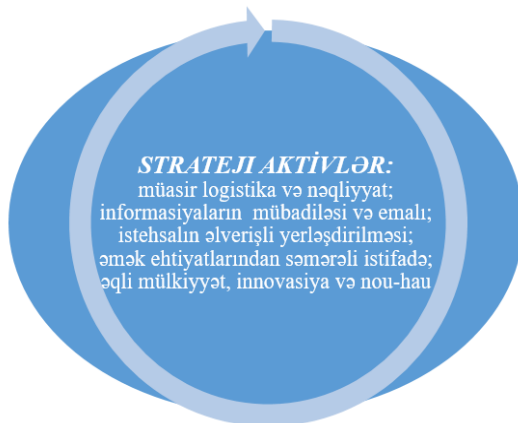 STRATEJI AKTİVLƏR:
müasir logistika və nəqliyyat;
informasiyaların mübadiləsi və emalı;
istehsalın əlverişli yerləşdirilməsi;
əmək ehtiyatlarından səmərəli istifadə;
əqli mülkiyyət, innovasiya və nou-hau